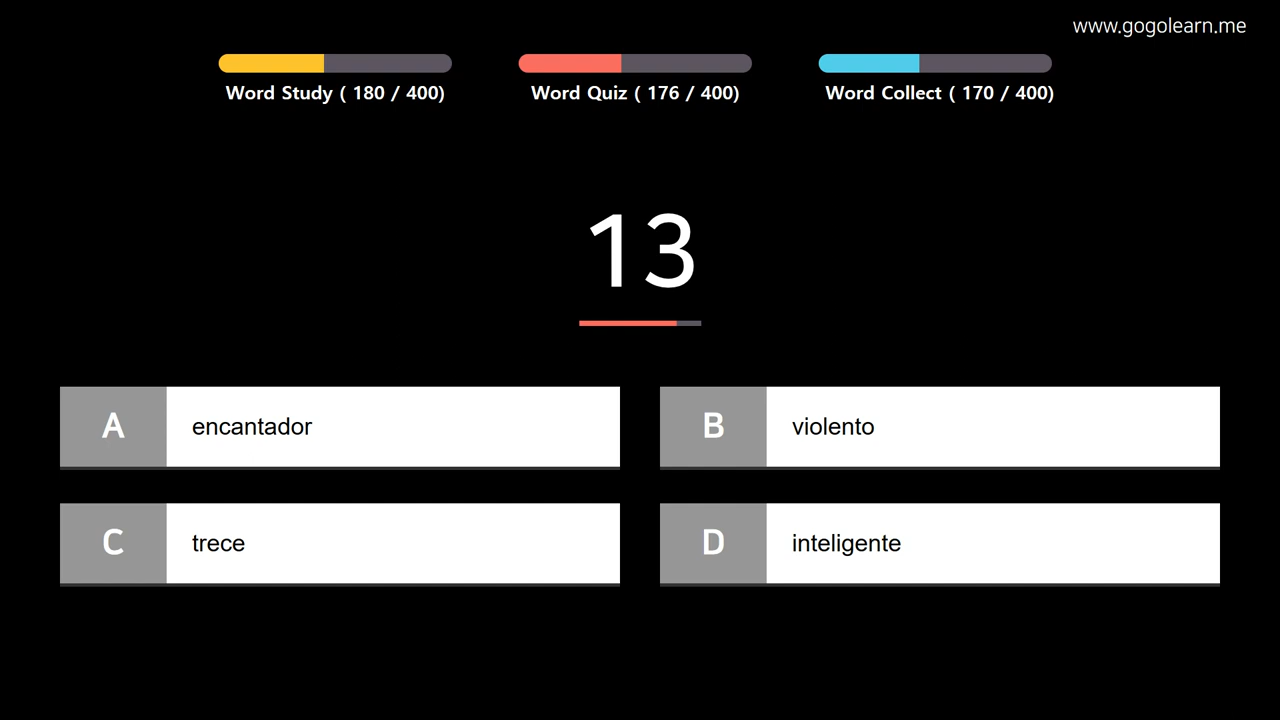 www.gogolearn.me
Word Study ( 180 / 400)
Word Quiz ( 176 / 400)
Word Collect ( 170 / 400)
13
A
encantador
B
violento
C
trece
D
inteligente